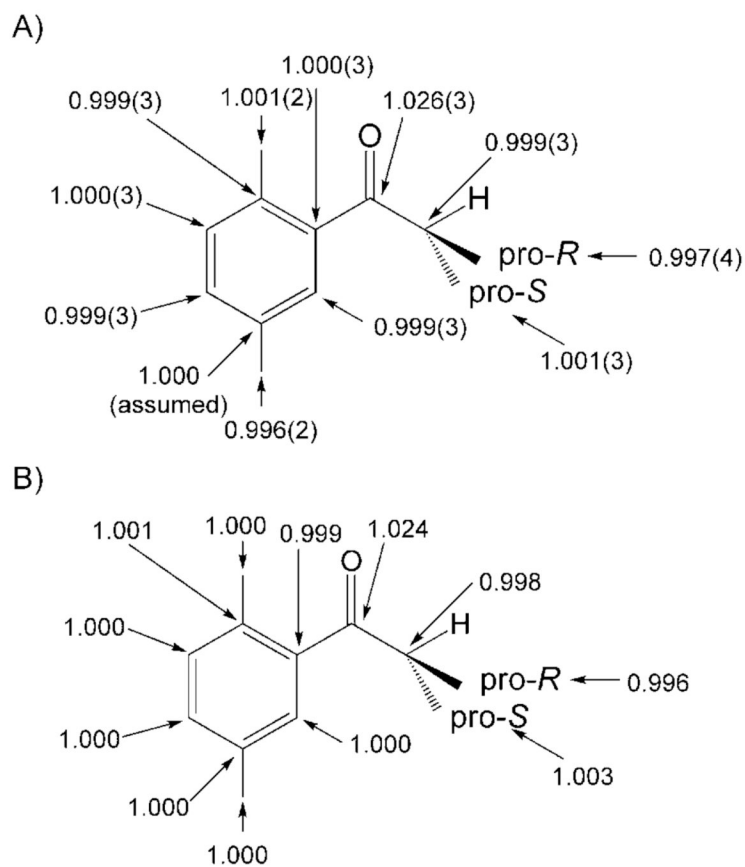 A)
1.000(3)
0.999(3)
1.001(2)
1.026(3)
O
0.999(3)
1.000(3)
H
pro-R
0.997(4)
pro-S
0.999(3)
0.999(3)
1.001(3)
1.000
(assumed)
0.996(2)
B)
1.001
1.000
0.999
1.024
O
0.998
1.000
H
pro-R
0.996
pro-S
1.000
1.000
1.003
1.000
1.000